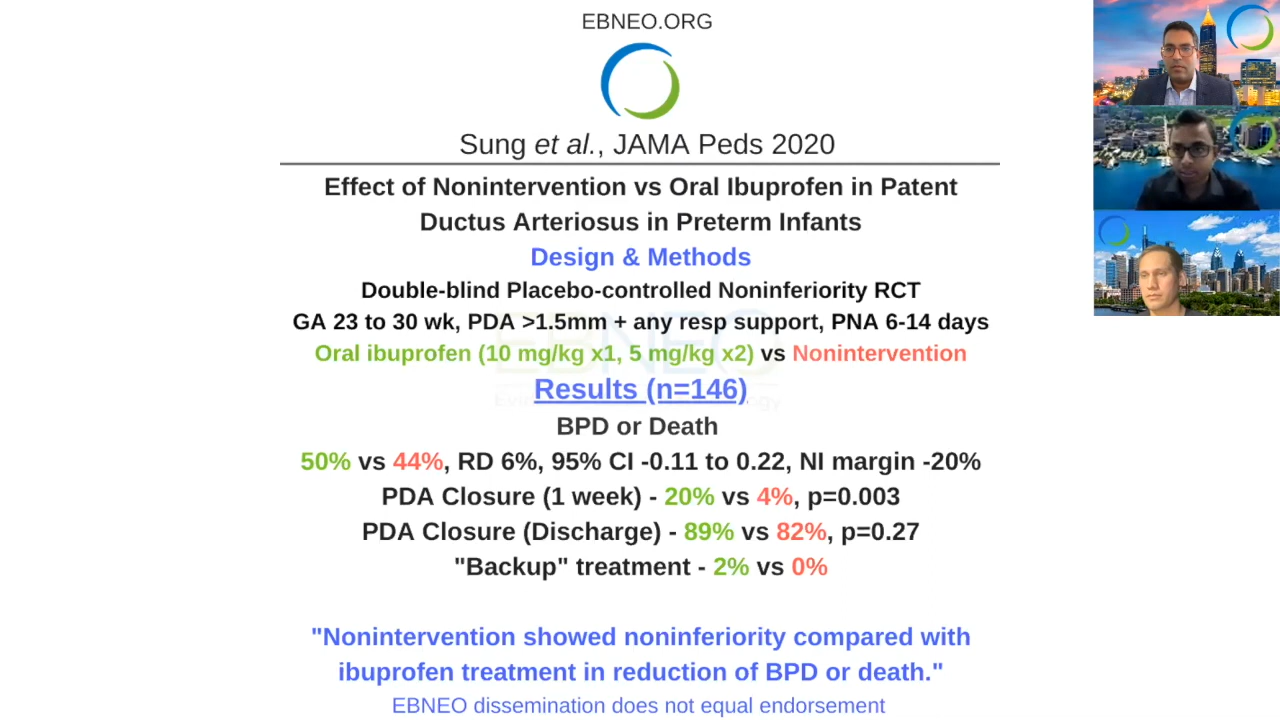 EBNEO.ORG
Sung et al., JAMA Peds 2020
Effect of Nonintervention vs Oral Ibuprofen in Patent
Ductus Arteriosus in Preterm Infants
Design & Methods
Double-blind Placebo-controlled Noninferiority RCT
GA 23 to 30 wk, PDA >1.5mm + any resp support, PNA 6-14 days
Oral ibuprofen (10 mg/kg x1, 5 mg/kg x2) vs Nonintervention
Results (n=146)
BPD or Death
50% vs 44%, RD 6%, 95% CI -0.11 to 0.22, NI margin -20%
PDA Closure (1 week) - 20% vs 4%, p=0.003
PDA Closure (Discharge) - 89% vs 82%, p=0.27
"Backup" treatment - 2% vs 0%
"Nonintervention showed noninferiority compared with
ibuprofen treatment in reduction of BPD or death."
EBNEO dissemination does not equal endorsement